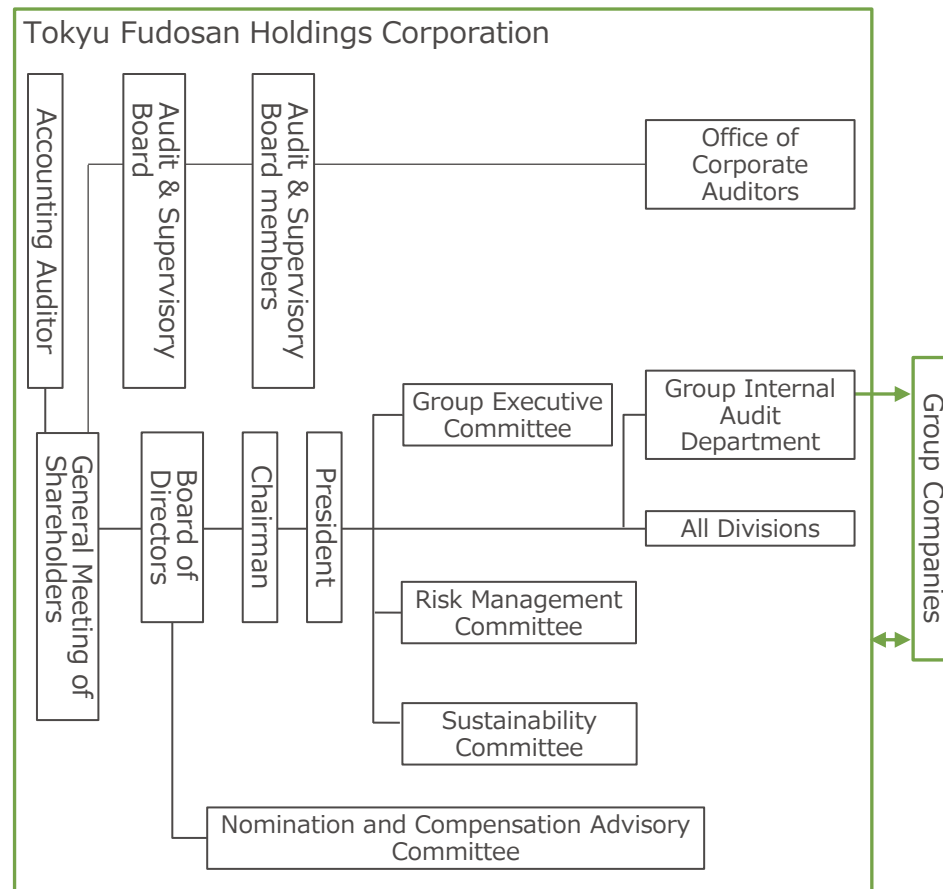 Tokyu Fudosan Holdings Corporation
Accounting Auditor
Audit & Supervisory
Board
Audit & Supervisory
Board members
Office of
Corporate
Auditors
General Meeting of
Shareholders
Board of
Directors
Chairman
President
Group Executive
Committee
Group Internal
Audit
Department
All Divisions
Risk Management
Committee
Sustainability
Committee
Nomination and Compensation Advisory
Committee
Group Companies